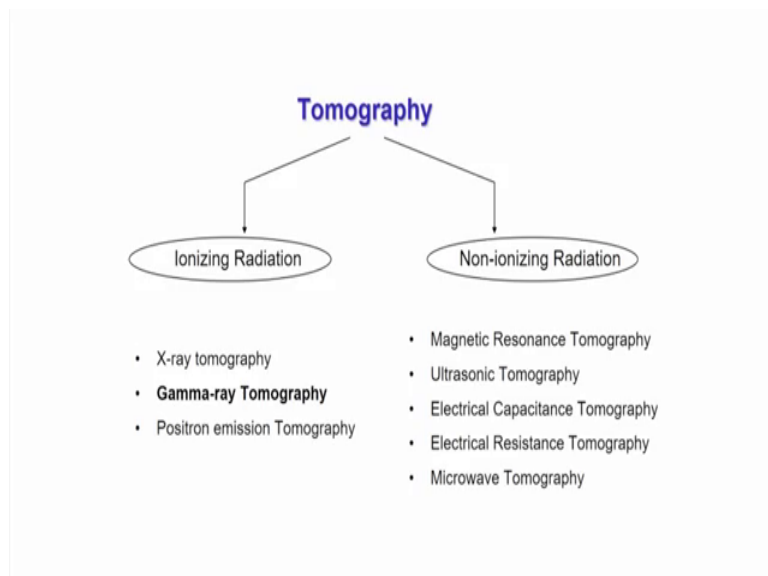 Tomography
Ionizing Radiation
Non-ionizing Radiation
• X-ray tomography
• Gamma-ray Tomography
• Positron emission Tomography
• Magnetic Resonance Tomography
• Ultrasonic Tomography
• Electrical Capacitance Tomography
• Electrical Resistance Tomography
• Microwave Tomography